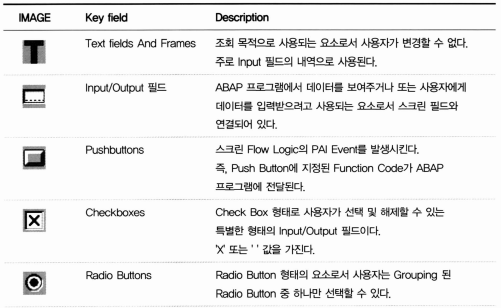 IMAGE Key field Description
T Text fields And Frames 조회 목적으로 사용되는 요소로서 사용자가 변경할 수 없다.
주로 Input 필드의 내역으로 사용된다.
Input/Output 필드 ABAP 프로그램에서 데이터를 보여주거나 또는 사용자에게
데이터를 입력받으려고 사용되는 요소로서 스크린 필드와
연결되어 있다.
Pushbuttons 스크린 Flow Logic의 PAI Event를 발생시킨다.
즉, Push Button에 지정된 Function Code가 ABAP
프로그램에 전달된다.
Checkboxes Check Box 형태로 사용자가 선택 및 해제할 수 있는
특별한 형태의 Input/Output 필드이다.
'X' 또는 ' ' 값을 가진다.
Radio Buttons Radio Button 형태의 요소로서 사용자는 Grouping 된
Radio Button 중 하나만 선택할 수 있다.